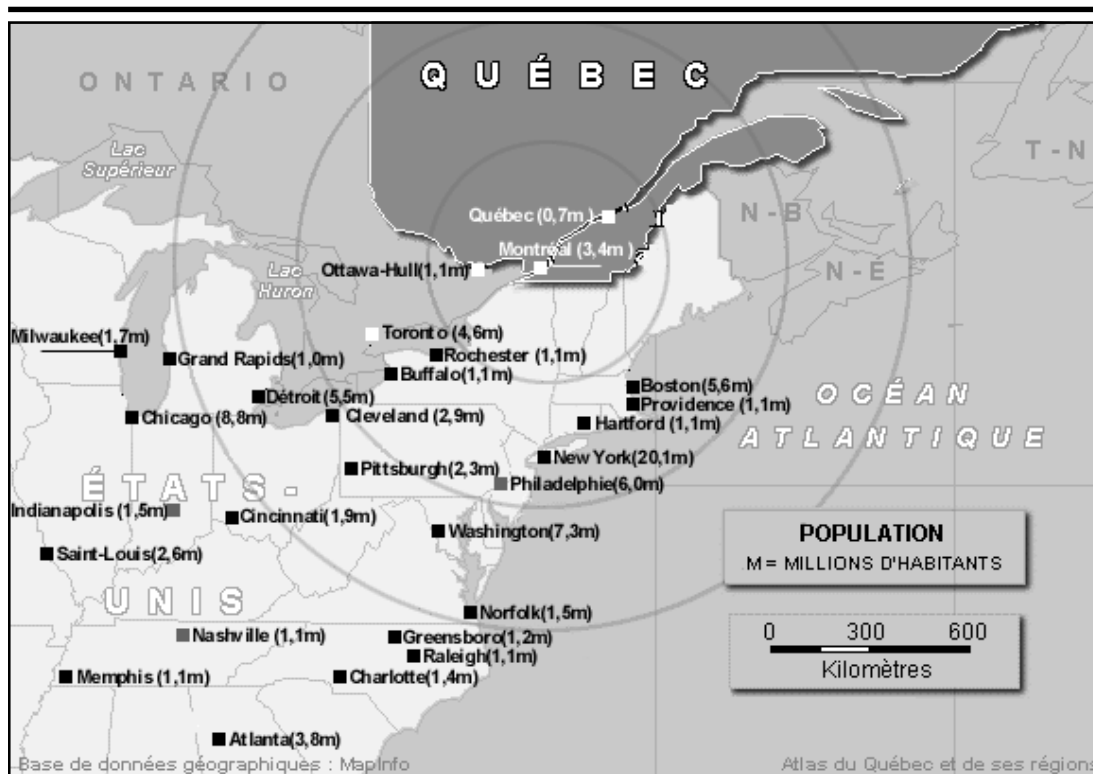 QUÉBEC
ONTARIO
Lac
Supérieur
T-N
Québec (0,7m )
N-B
Montréal (3,4m )
Ottawa-Hull(1,1m)
Lac
Huron
N-E
Milwaukee(1,7m)
Toronto (4,6m)
Grand Rapids(1,0m)
Rochester (1,1m)
Buffalo(1,1m)
Détroit(5,5m)
Boston(5,6m)
Providence (1,1m)
OCÉAN
ATLANTIQUE
Chicago (8,8m)
Cleveland (2,9m)
Hartford (1,1m)
New York(20,1m)
Pittsburgh(2,3m)
Philadelphie(6,0m)
ÉTATS-
Indianapolis (1,5m)
Cincinnati(1,9m)
Washington(7,3m)
Saint-Louis(2,6m)
POPULATION
M = MILLIONS D'HABITANTS
UNIS
Norfolk(1,5m)
Nashville (1,1m)
Greensboro(1,2m)
Raleigh(1,1m)
Memphis (1,1m)
Charlotte(1,4m)
0 300 600
Kilomètres
Atlanta(3,8m)
Base de données géographiques : MapInfo
Atlas du Québec et de ses régions